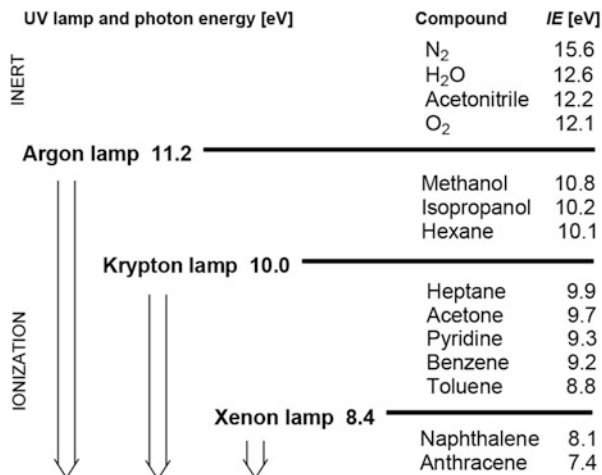 UV lamp and photon energy [eV] Compound IE [eV]
INERT
N₂ 15.6
H₂O 12.6
Acetonitrile 12.2
O₂ 12.1
Argon lamp 11.2
Methanol 10.8
Isopropanol 10.2
Hexane 10.1
Krypton lamp 10.0
IONIZATION
Heptane 9.9
Acetone 9.7
Pyridine 9.3
Benzene 9.2
Toluene 8.8
Xenon lamp 8.4
Naphthalene 8.1
Anthracene 7.4